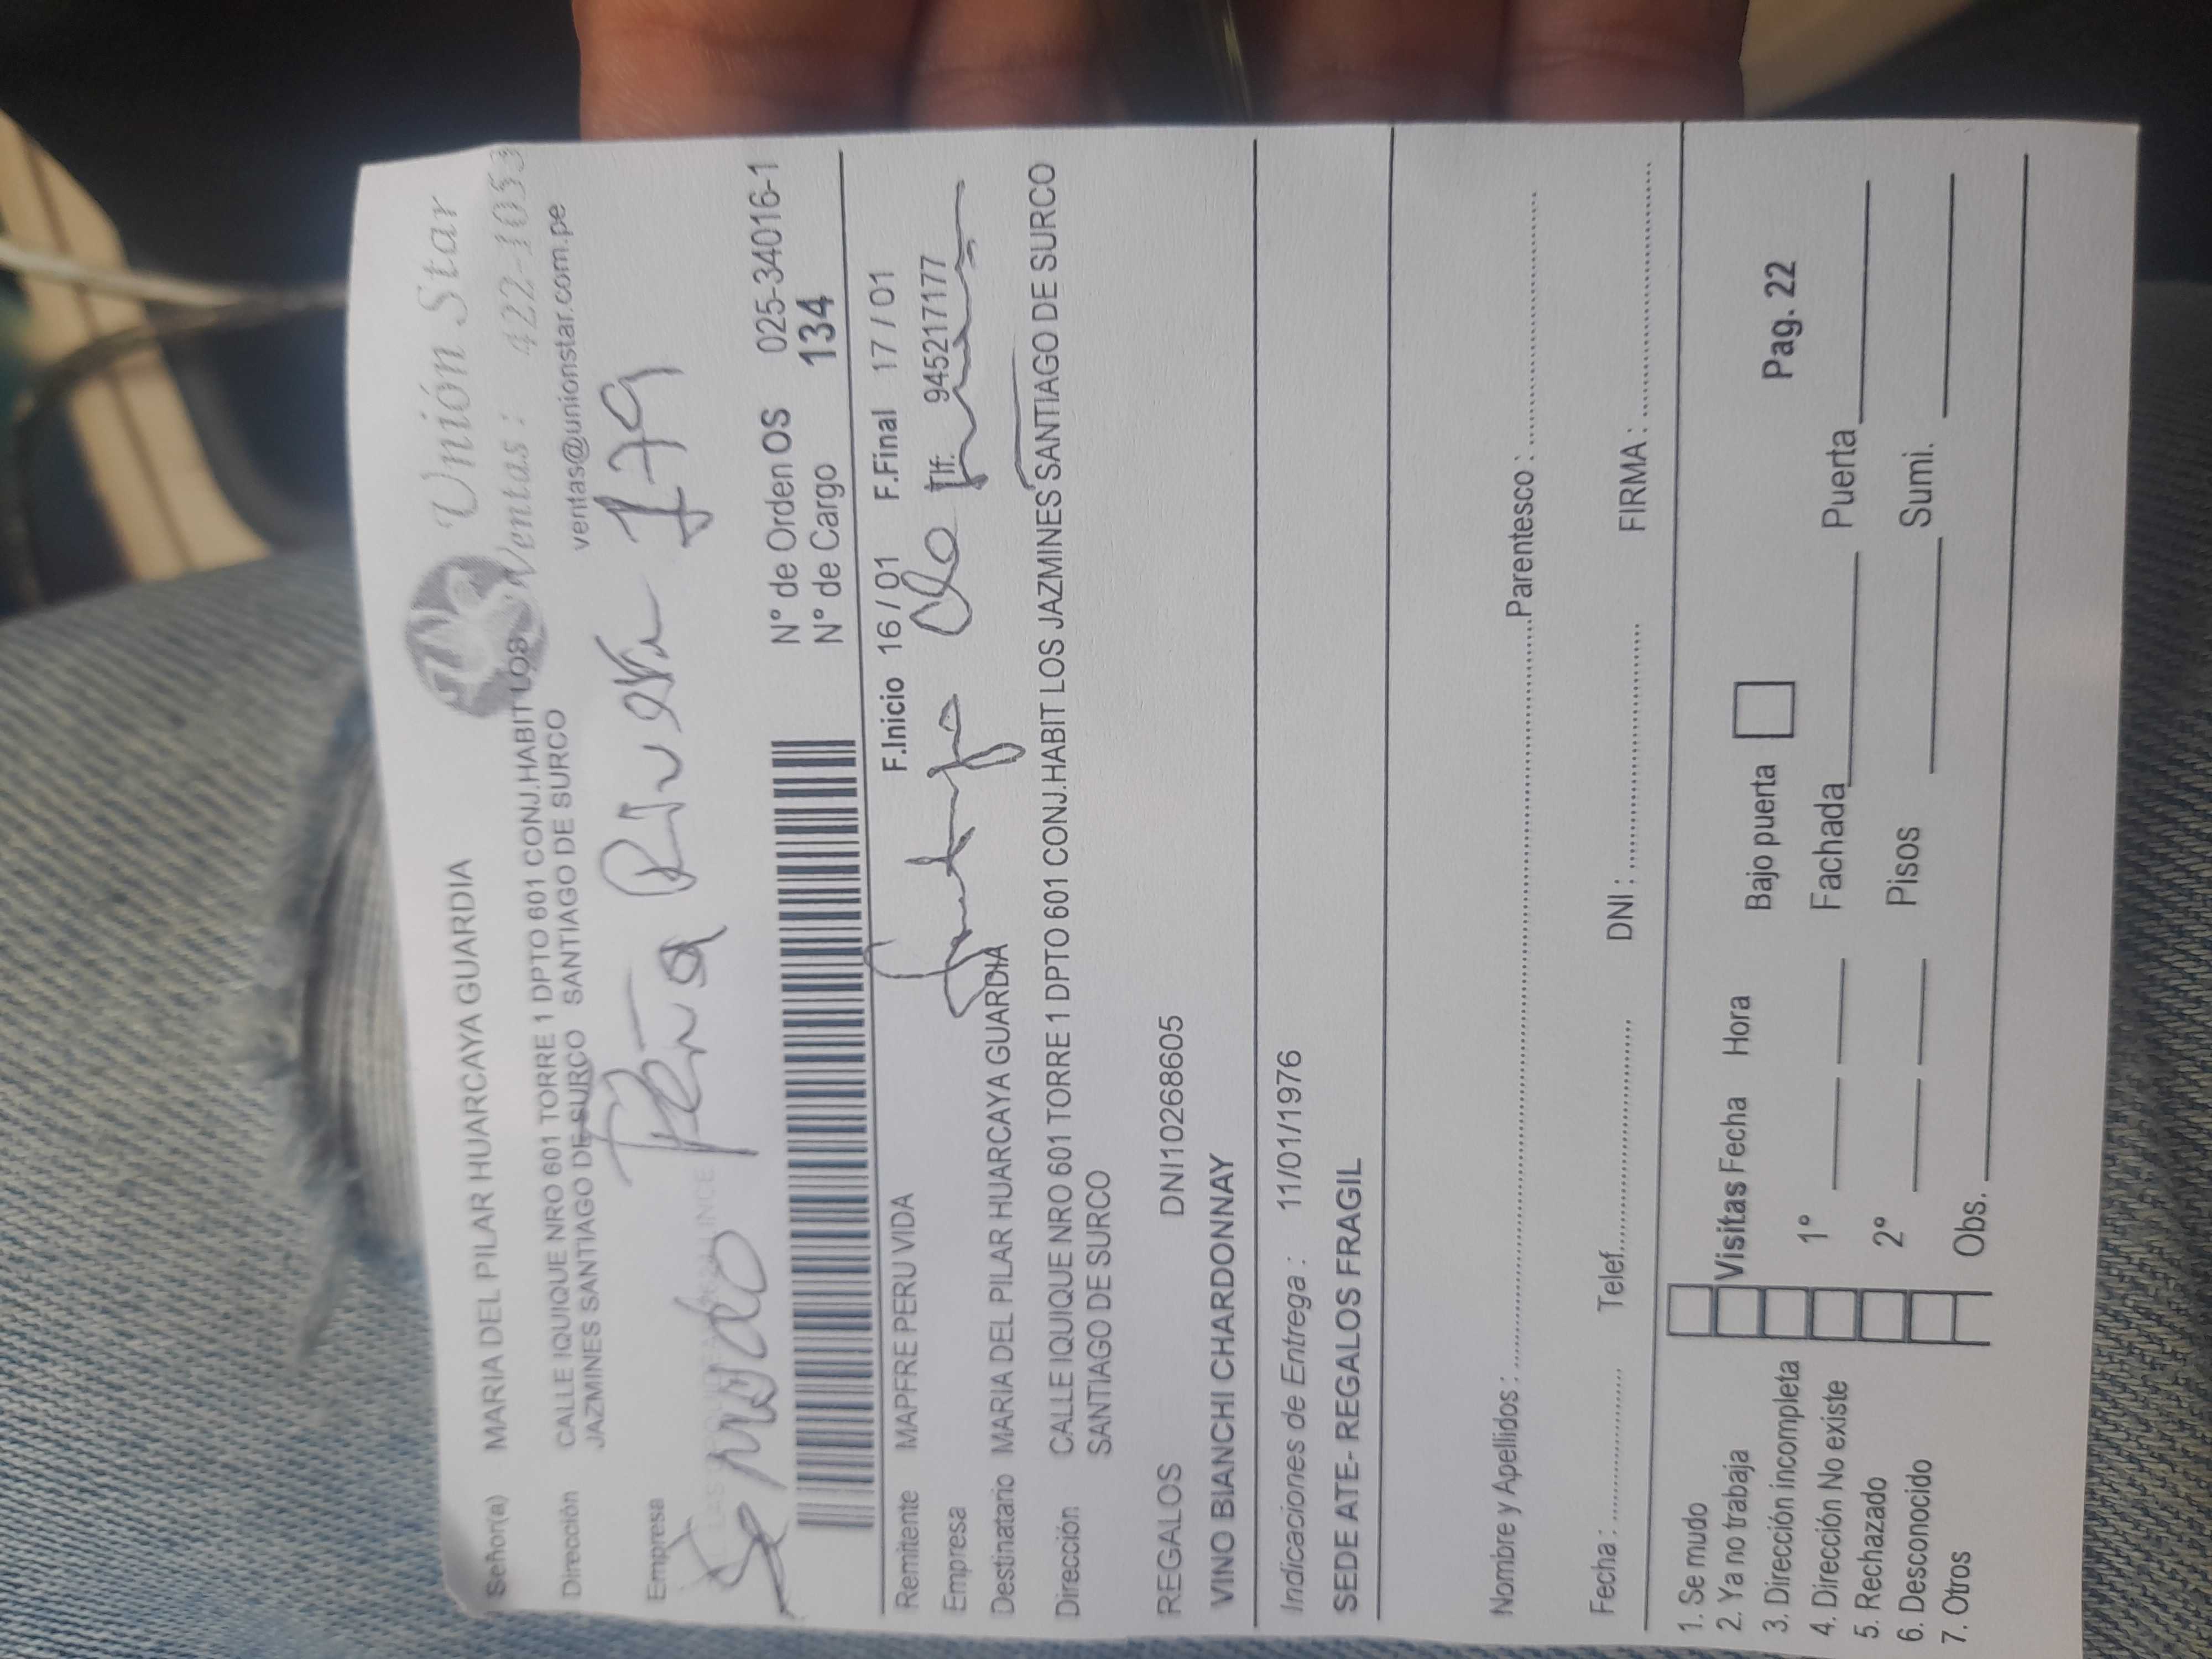 Unión Star
Ventas : 422-1053
ventas@unionstar.com.pe
Señor(a) MARIA DEL PILAR HUARCAYA GUARDIA
Dirección CALLE IQUIQUE NRO 601 TORRE 1 DPTO 601 CONJ.HABIT LOS
JAZMINES SANTIAGO DE SURCO SANTIAGO DE SURCO
Empresa
Se mudo Peña Rivera 179
N° de Orden OS 025-34016-1
N° de Cargo 134
F.Inicio 16 / 01 F.Final 17 / 01
Remitente MAPFRE PERU VIDA
Empresa Tlf. 945217177
Destinatario MARIA DEL PILAR HUARCAYA GUARDIA
Dirección CALLE IQUIQUE NRO 601 TORRE 1 DPTO 601 CONJ.HABIT LOS JAZMINES SANTIAGO DE SURCO
SANTIAGO DE SURCO
REGALOS DNI10268605
VINO BIANCHI CHARDONNAY
Indicaciones de Entrega : 11/01/1976
SEDE ATE- REGALOS FRAGIL
Nombre y Apellidos : Parentesco :
Fecha : Telef. DNI : FIRMA :
1. Se mudo
2. Ya no trabaja Visitas Fecha Hora Bajo puerta Pag. 22
3. Dirección incompleta
4. Dirección No existe 1° Fachada Puerta
5. Rechazado
6. Desconocido 2° Pisos Sumi.
7. Otros Obs.